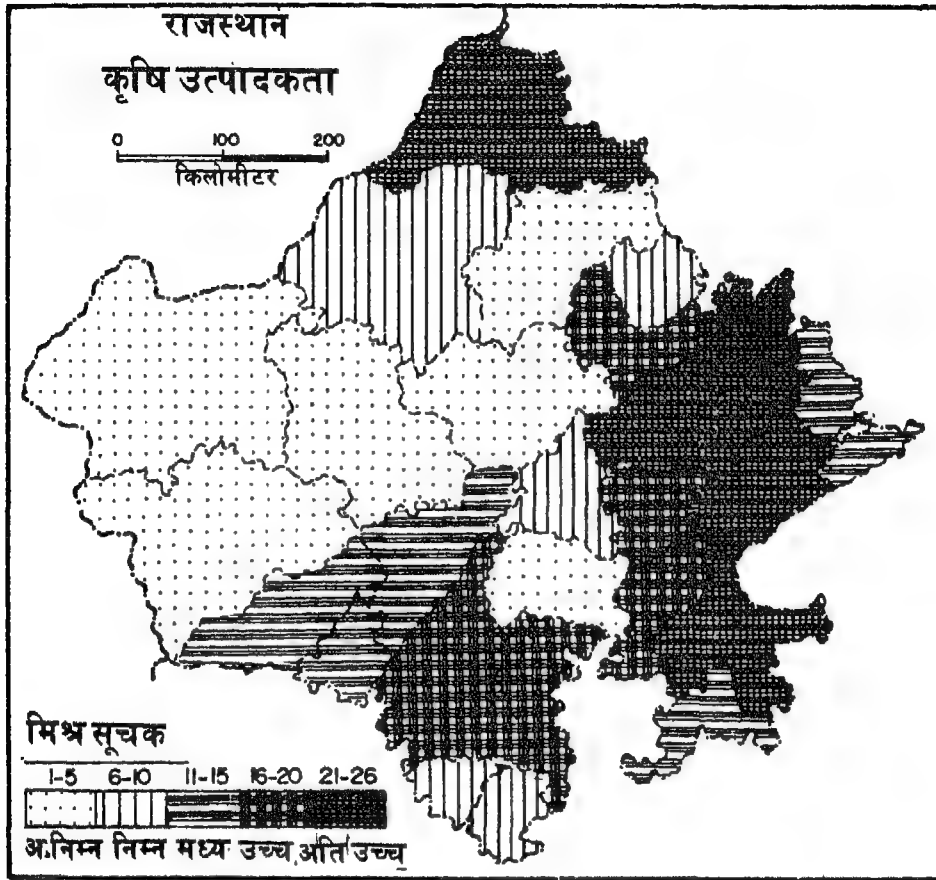 राजस्थान
कृषि उत्पादकता
0 100 200
किलोमीटर
मिश्र सूचक
1-5 6-10 11-15 16-20 21-26
अ.निम्न निम्न मध्य उच्च अति उच्च